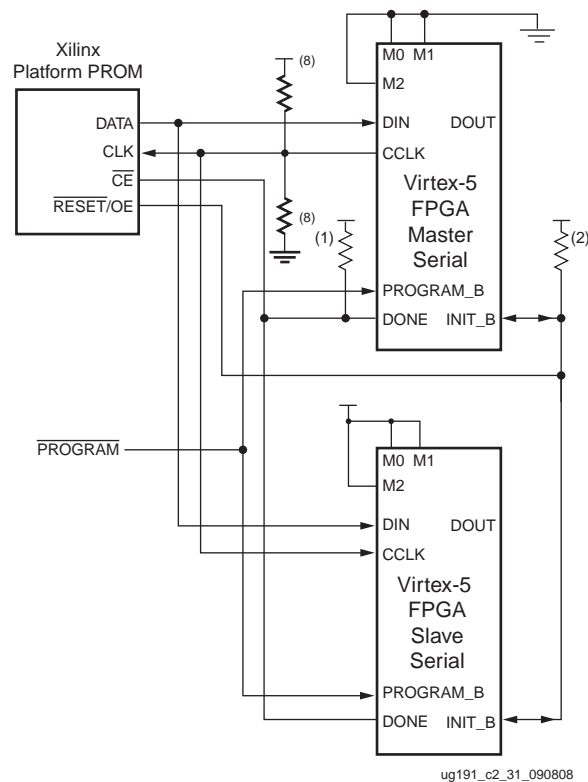 Xilinx
Platform PROM
DATA
CLK
CE
RESET/OE
(8)
(8)
(1)
(2)
M0 M1
M2
DIN DOUT
CCLK
Virtex-5
FPGA
Master
Serial
PROGRAM_B
DONE INIT_B
PROGRAM
M0 M1
M2
DIN DOUT
CCLK
Virtex-5
FPGA
Slave
Serial
PROGRAM_B
DONE INIT_B
ug191_c2_31_090808